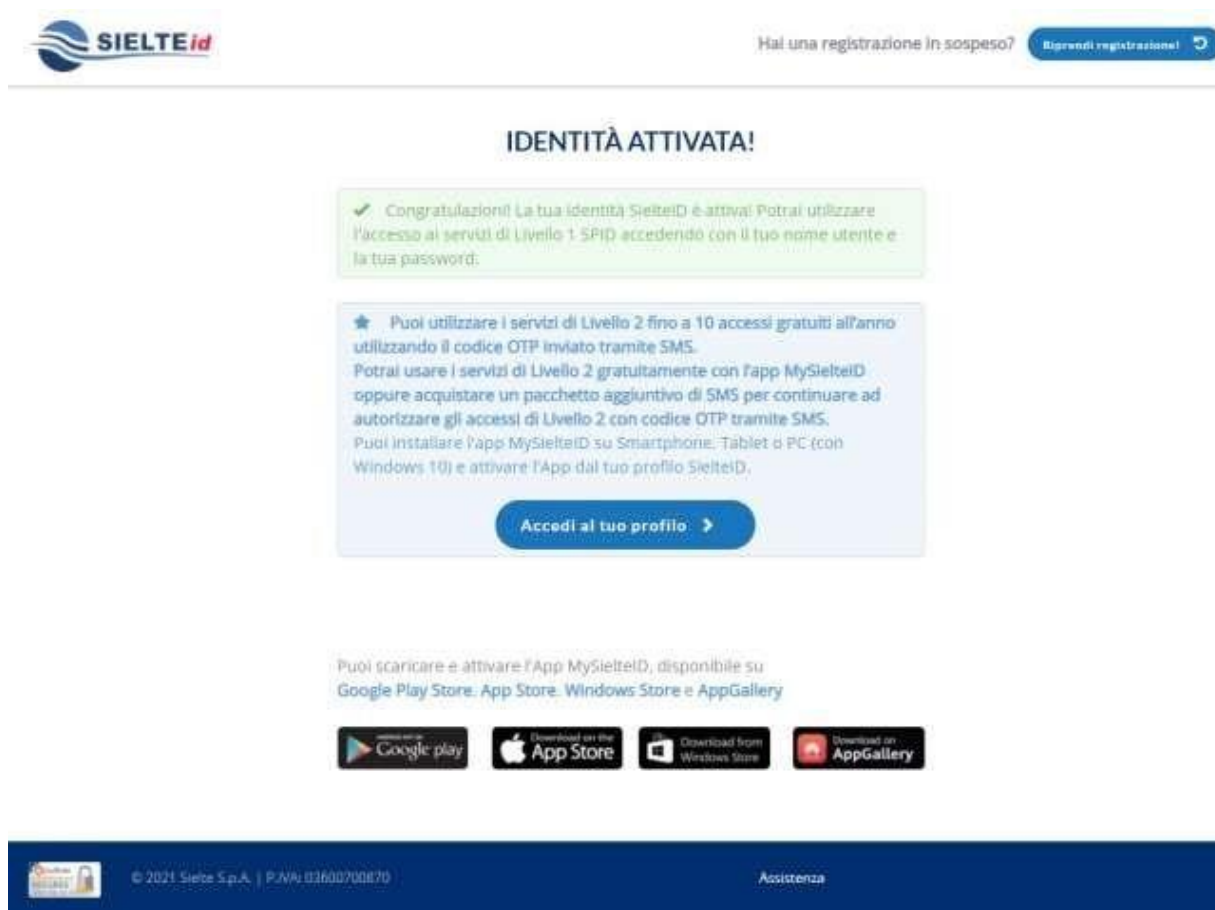 SIELTEid
Hai una registrazione in sospeso?
Riprendi registrazione!
IDENTITÀ ATTIVATA!
Congratulazioni! La tua identità SielteID è attiva! Potrai utilizzare
l'accesso ai servizi di Livello 1 SPID accedendo con il tuo nome utente e
la tua password.
Puoi utilizzare i servizi di Livello 2 fino a 10 accessi gratuiti all'anno
utilizzando il codice OTP inviato tramite SMS.
Potrai usare i servizi di Livello 2 gratuitamente con l'app MySielteID
oppure acquistare un pacchetto aggiuntivo di SMS per continuare ad
autorizzare gli accessi di Livello 2 con codice OTP tramite SMS.
Puoi installare l'app MySielteID su Smartphone, Tablet o PC (con
Windows 10) e attivare l'App dal tuo profilo SielteID.
Accedi al tuo profilo
Puoi scaricare e attivare l'App MySielteID, disponibile su
Google Play Store, App Store, Windows Store e AppGallery
Google play
Download on the
App Store
Download from
Windows Store
Download on
AppGallery
© 2021 Sielte S.p.A. | P.IVA: 03600700870
Assistenza